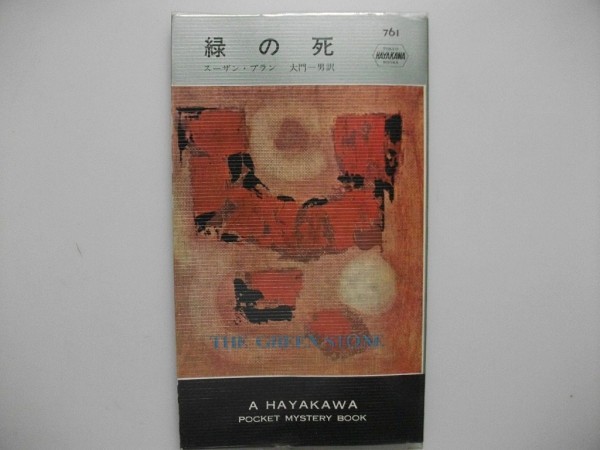 761
緑の死
HAYAKAWA
スーザン・ブラン 大門一男訳
THE GREEN STONE
A HAYAKAWA
POCKET MYSTERY BOOK